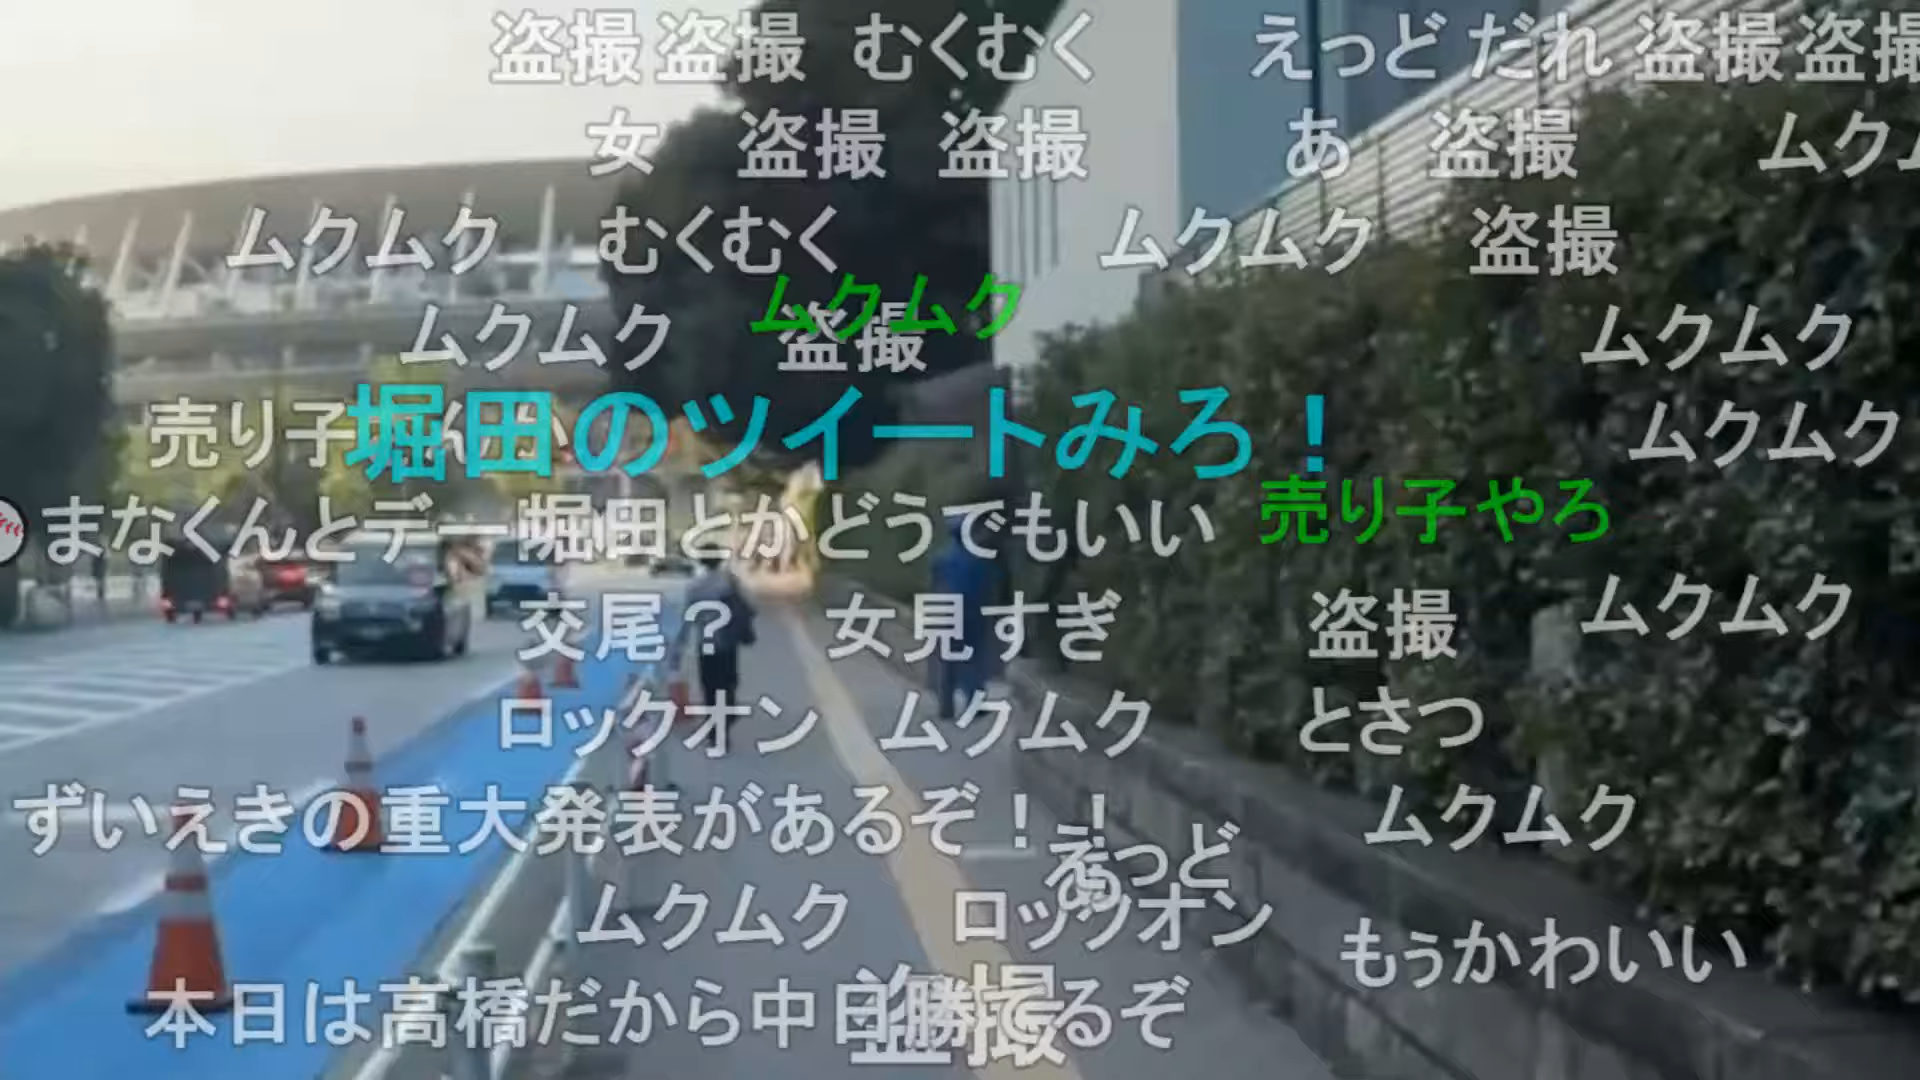 盗撮 盗撮 むくむく えっど だれ 盗撮 盗撮
女 盗撮 盗撮 あ 盗撮 ムクム
ムクムク むくむく ムクムク 盗撮
ムクムク
ムクムク 盗撮 ムクムク
売り子 堀田のツイートみろ! ムクムク
売り子やろ
まなくんとデー 堀田とかどうでもいい
交尾? 女見すぎ 盗撮 ムクムク
ロックオン ムクムク とさつ
ずいえきの重大発表があるぞ!! ムクムク
えっど
ムクムク ロックオン もぅかわいい
本日は高橋だから中日勝てるぞ
盗撮